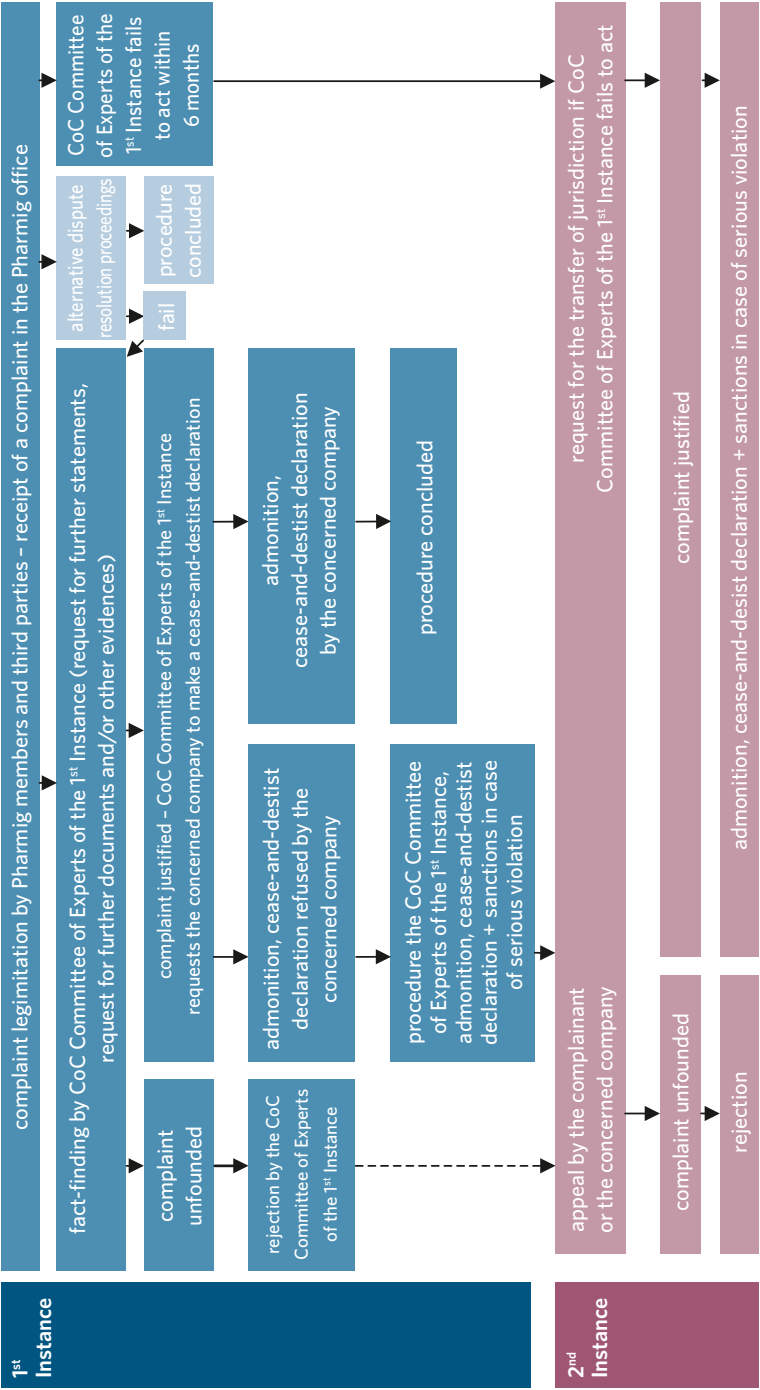 1st
Instance
complaint legimitation by Pharmig members and third parties – receipt of a complaint in the Pharmig office
fact-finding by CoC Committee of Experts of the 1st Instance (request for further statements,
request for further documents and/or other evidences)
alternative dispute
resolution proceedings
CoC Committee
of Experts of the
1st Instance fails
to act within
6 months
complaint
unfounded
complaint justified – CoC Committee of Experts of the 1st Instance
requests the concerned company to make a cease-and-destist declaration
fail
procedure
concluded
rejection by the CoC
Committee of Experts
of the 1st Instance
admonition, cease-and-destist
declaration refused by the
concerned company
admonition,
cease-and-destist declaration
by the concerned company
procedure the CoC Committee
of Experts of the 1st Instance,
admonition, cease-and-destist
declaration + sanctions in case
of serious violation
procedure concluded
2nd
Instance
appeal by the complainant
or the concerned company
request for the transfer of jurisdiction if CoC
Committee of Experts of the 1st Instance fails to act
complaint unfounded
complaint justified
rejection
admonition, cease-and-desist declaration + sanctions in case of serious violation